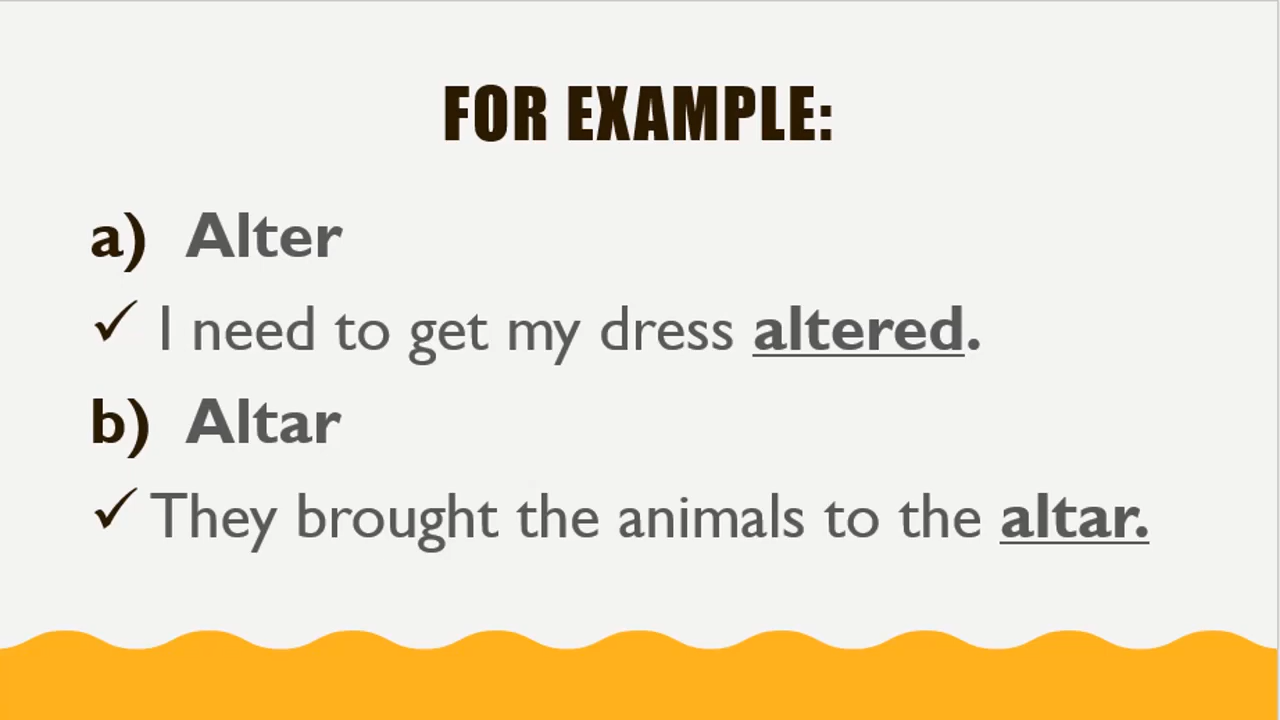 FOR EXAMPLE:
a) Alter
✓ I need to get my dress altered.
b) Altar
✓ They brought the animals to the altar.